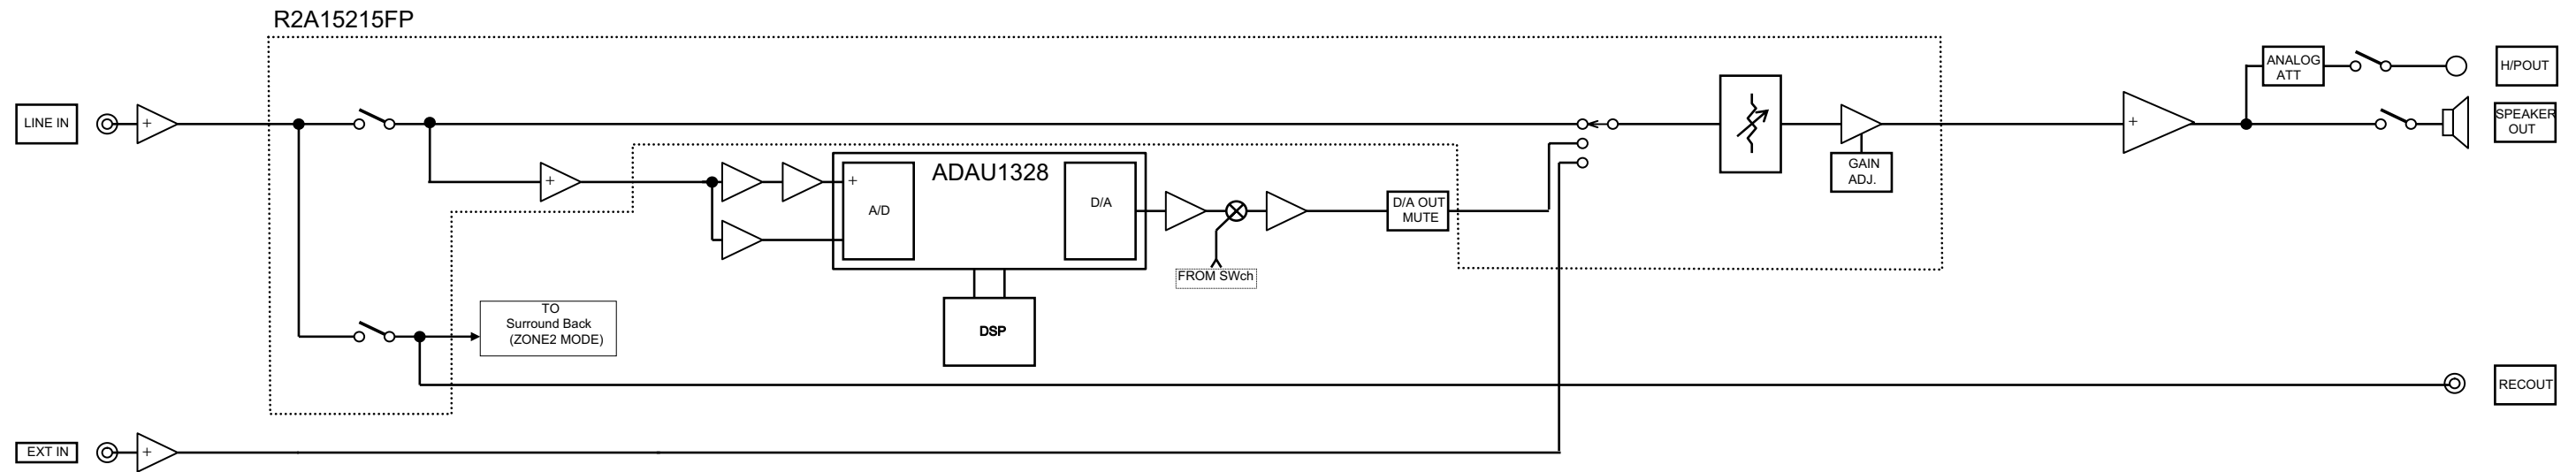 R2A15215FP
LINE IN
+
+
+
ADAU1328
A/D
D/A
DSP
FROM SWch
D/A OUT
MUTE
GAIN
ADJ.
+
ANALOG
ATT
H/POUT
SPEAKER
OUT
TO
Surround Back
(ZONE2 MODE)
RECOUT
EXT IN
+